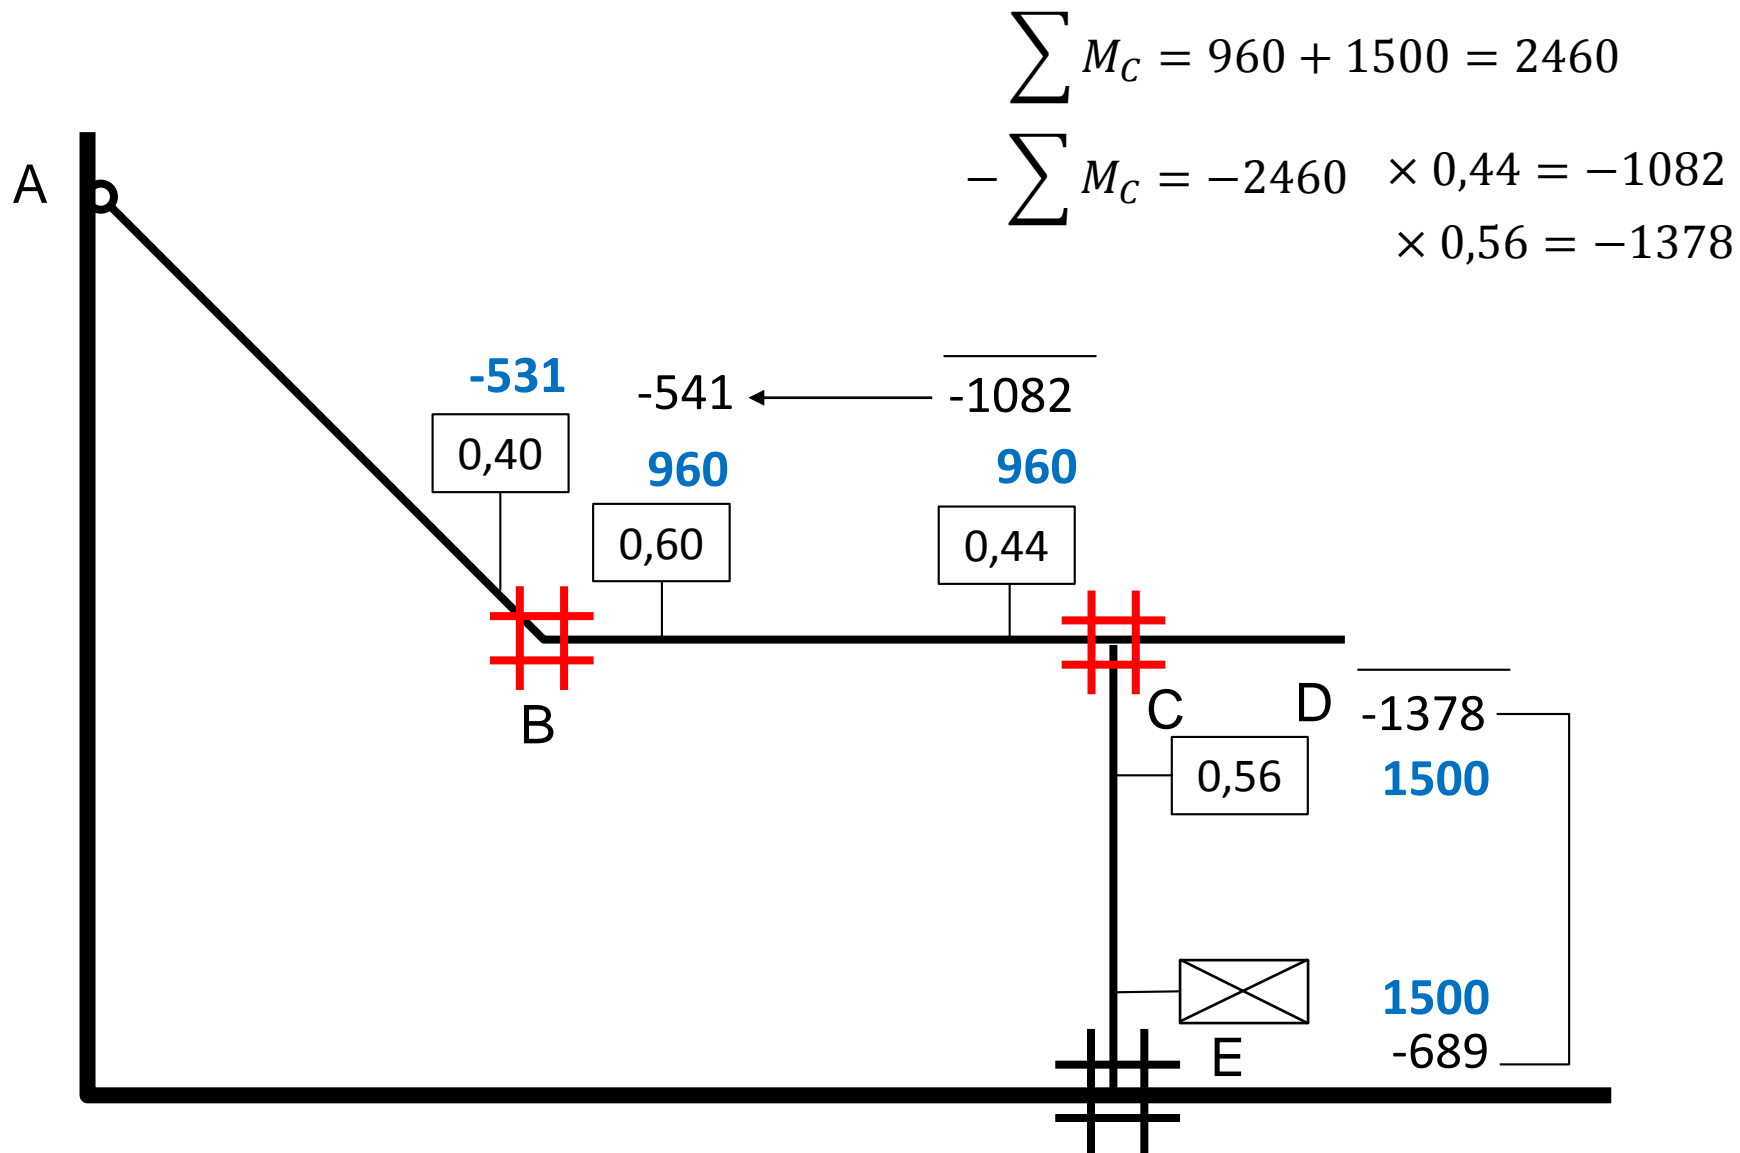 ∑ M_C = 960 + 1500 = 2460
− ∑ M_C = −2460 × 0,44 = −1082
× 0,56 = −1378
A
-531
-541
-1082
0,40
960
960
0,60
0,44
B
C
D
-1378
0,56
1500
1500
E
-689